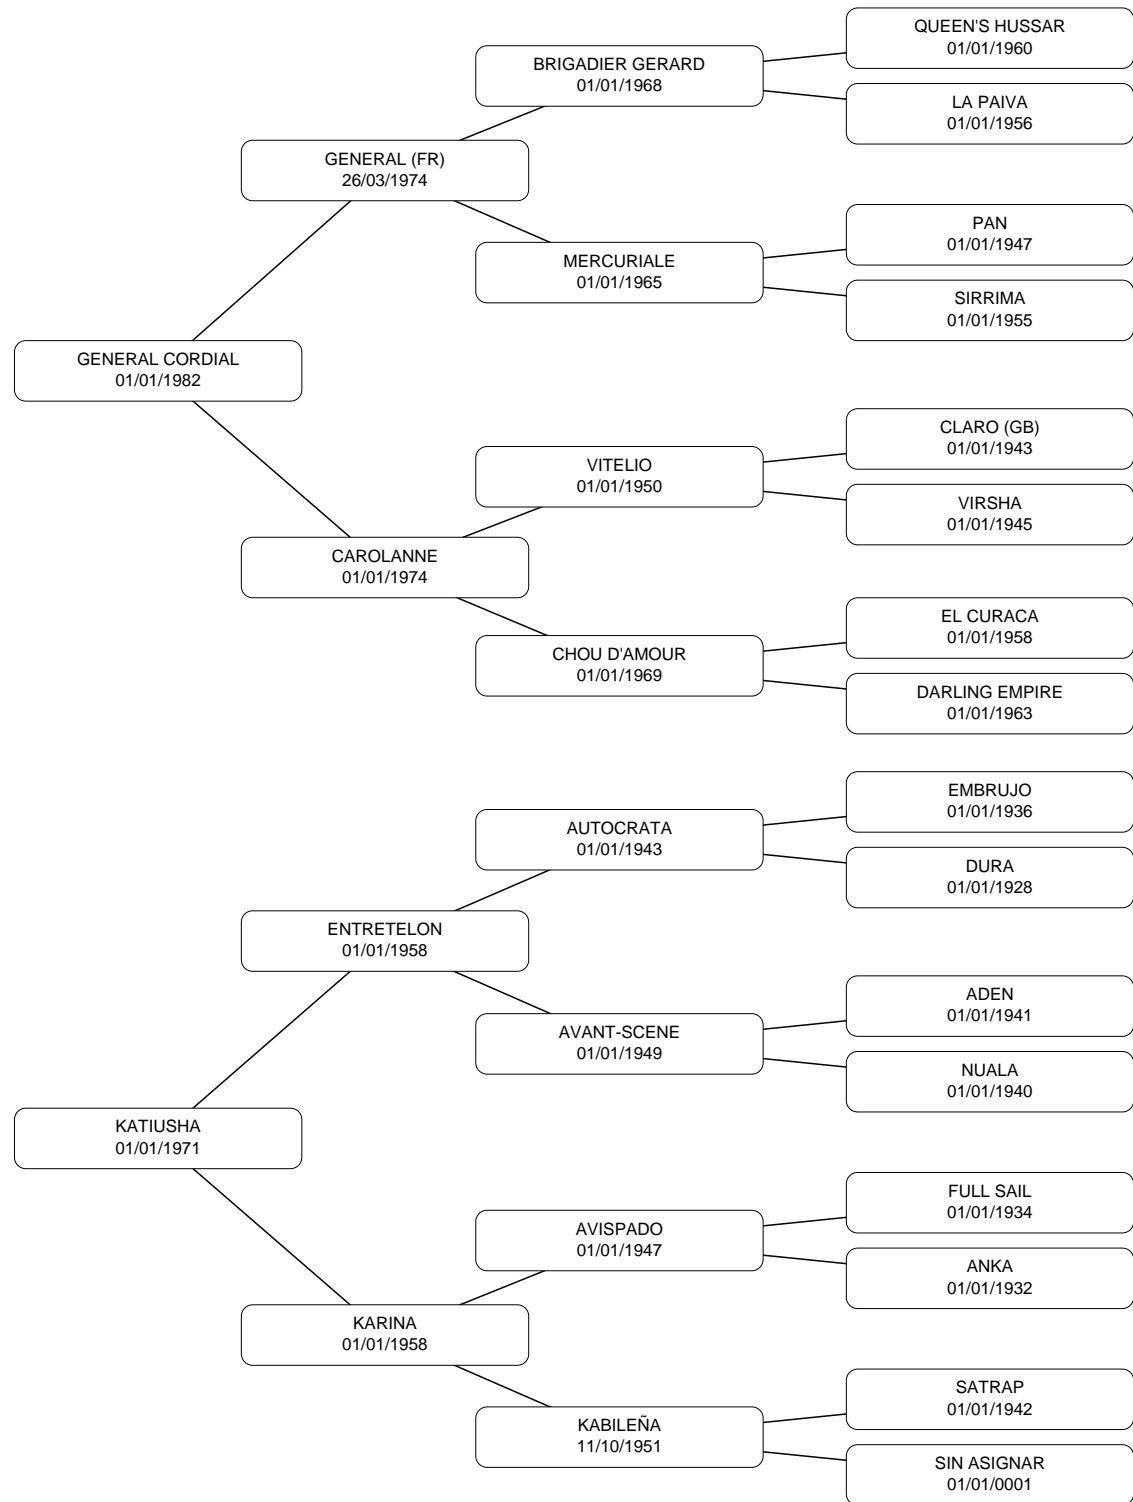 QUEEN'S HUSSAR
01/01/1960
BRIGADIER GERARD
01/01/1968
LA PAIVA
01/01/1956
GENERAL (FR)
26/03/1974
PAN
01/01/1947
MERCURIALE
01/01/1965
SIRRIMA
01/01/1955
GENERAL CORDIAL
01/01/1982
CLARO (GB)
01/01/1943
VITELIO
01/01/1950
VIRSHA
01/01/1945
CAROLANNE
01/01/1974
EL CURACA
01/01/1958
CHOU D'AMOUR
01/01/1969
DARLING EMPIRE
01/01/1963
EMBRUJO
01/01/1936
AUTOCRATA
01/01/1943
DURA
01/01/1928
ENTRETELON
01/01/1958
ADEN
01/01/1941
AVANT-SCENE
01/01/1949
NUALA
01/01/1940
KATIUSHA
01/01/1971
FULL SAIL
01/01/1934
AVISPADO
01/01/1947
ANKA
01/01/1932
KARINA
01/01/1958
SATRAP
01/01/1942
KABILEÑA
11/10/1951
SIN ASIGNAR
01/01/0001